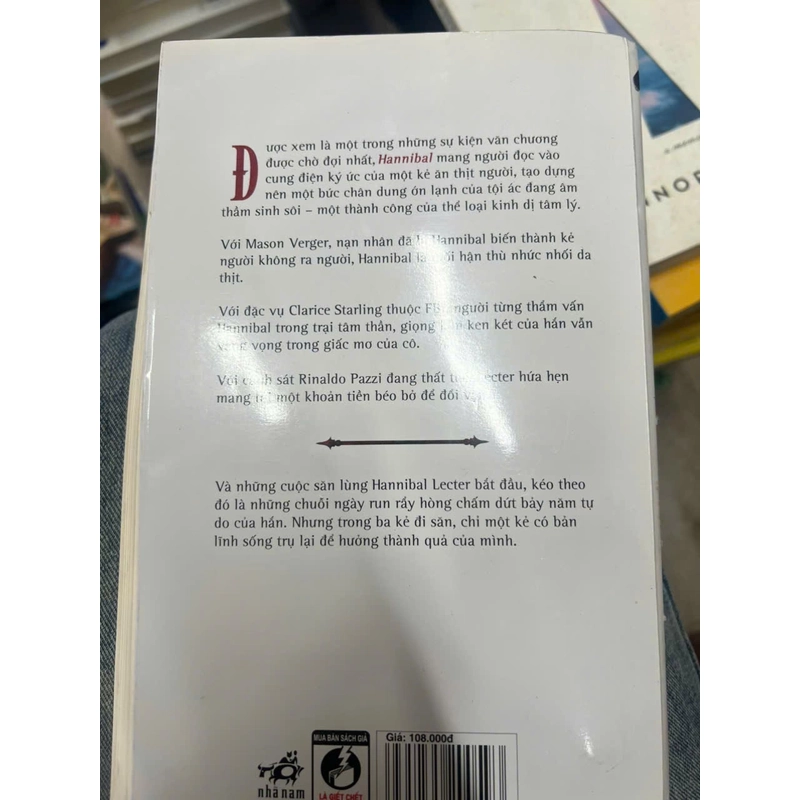 Được xem là một trong những sự kiện văn chương
được chờ đợi nhất, Hannibal mang người đọc vào
cung điện ký ức của một kẻ ăn thịt người, tạo dựng
nên một bức chân dung ớn lạnh của tội ác đang âm
thầm sinh sôi – một thành công của thể loại kinh dị tâm lý.
Với Mason Verger, nạn nhân đã bị Hannibal biến thành kẻ
người không ra người, Hannibal là mối hận thù nhức nhối da
thịt.
Với đặc vụ Clarice Starling thuộc FBI, người từng thẩm vấn
Hannibal trong trại tâm thần, giọng ken két của hắn vẫn
vang vọng trong giấc mơ của cô.
Với cảnh sát Rinaldo Pazzi đang thất Lecter hứa hẹn
mang một khoản tiền béo bở để đổi
Và những cuộc săn lùng Hannibal Lecter bắt đầu, kéo theo
đó là những chuỗi ngày run rẩy hòng chấm dứt bảy năm tự
do của hắn. Nhưng trong ba kẻ đi săn, chỉ một kẻ có bản
lĩnh sống trụ lại để hưởng thành quả của mình.
nhã nam
MUA BÁN SÁCH GIẢ
LÀ GIẾT CHẾT
Giá: 108.000đ